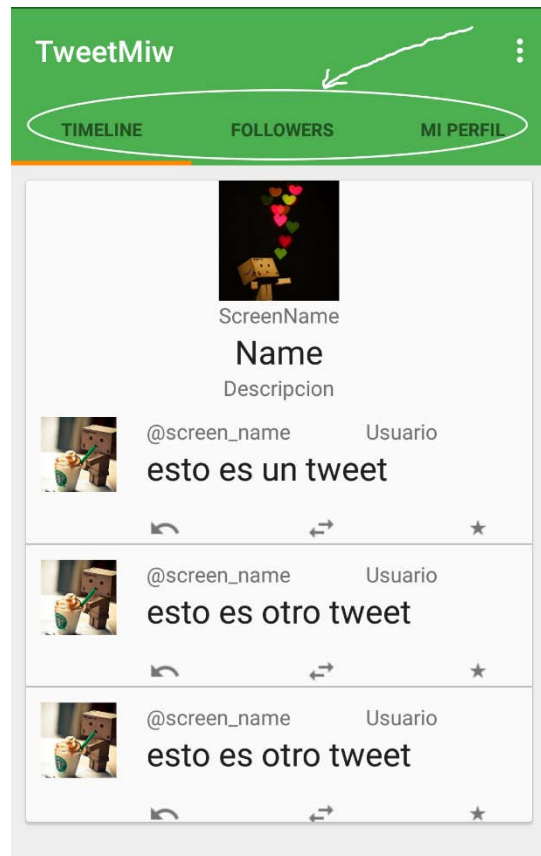 TweetMiw
TIMELINE FOLLOWERS MI PERFIL
ScreenName
Name
Descripcion
@screen_name Usuario
esto es un tweet
@screen_name Usuario
esto es otro tweet
@screen_name Usuario
esto es otro tweet